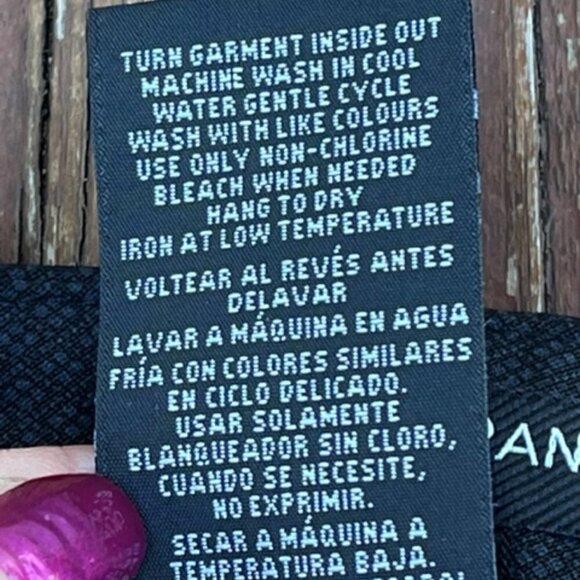 TURN GARMENT INSIDE OUT
MACHINE WASH IN COOL
WATER GENTLE CYCLE
WASH WITH LIKE COLOURS
USE ONLY NON-CHLORINE
BLEACH WHEN NEEDED
HANG TO DRY
IRON AT LOW TEMPERATURE
VOLTEAR AL REVÉS ANTES
DELAVAR
LAVAR A MÁQUINA EN AGUA
FRÍA CON COLORES SIMILARES
EN CICLO DELICADO.
USAR SOLAMENTE
BLANQUEADOR SIN CLORO,
CUANDO SE NECESITE,
NO EXPRIMIR.
SECAR A MÁQUINA A
TEMPERATURA BAJA.